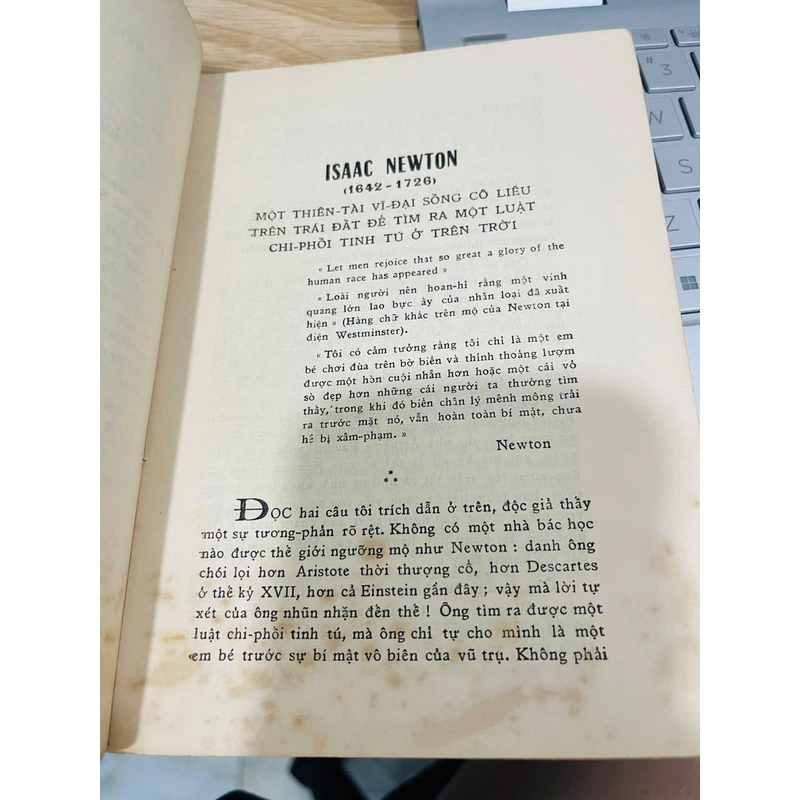 ISAAC NEWTON
(1642-1726)
MỘT THIÊN-TÀI VĨ-ĐẠI SỐNG CÔ LIÊU
TRÊN TRÁI ĐẤT ĐỂ TÌM RA MỘT LUẬT
CHI-PHỐI TINH TÚ Ở TRÊN TRỜI
« Let men rejoice that so great a glory of the
human race has appeared »
« Loài người nên hoan-hỉ rằng một vinh
quang lớn lao bực ấy của nhân loại đã xuất
hiện » (Hàng chữ khắc trên mộ của Newton tại
điện Westminster).
« Tôi có cảm tưởng rằng tôi chỉ là một em
bé chơi đùa trên bờ biển và thỉnh thoảng lượm
được một hòn cuội nhẵn hơn hoặc một cái vỏ
sò đẹp hơn những cái người ta thường tìm
thấy, trong khi đó biển chân lý mênh mông trải
ra trước mặt nó, vẫn hoàn toàn bí mật, chưa
hề bị xâm-phạm. »
Newton
ĐỌC hai câu tôi trích dẫn ở trên, độc giả thấy
một sự tương-phản rõ rệt. Không có một nhà bác học
nào được thế giới ngưỡng mộ như Newton : danh ông
chói lọi hơn Aristote thời thượng cổ, hơn Descartes
ở thế kỷ XVII, hơn cả Einstein gần đây ; vậy mà lời tự
xét của ông nhũn nhặn đến thế ! Ông tìm ra được một
luật chi-phối tinh tú, mà ông chỉ tự cho mình là một
em bé trước sự bí mật vô biên của vũ trụ. Không phải
3
W
S